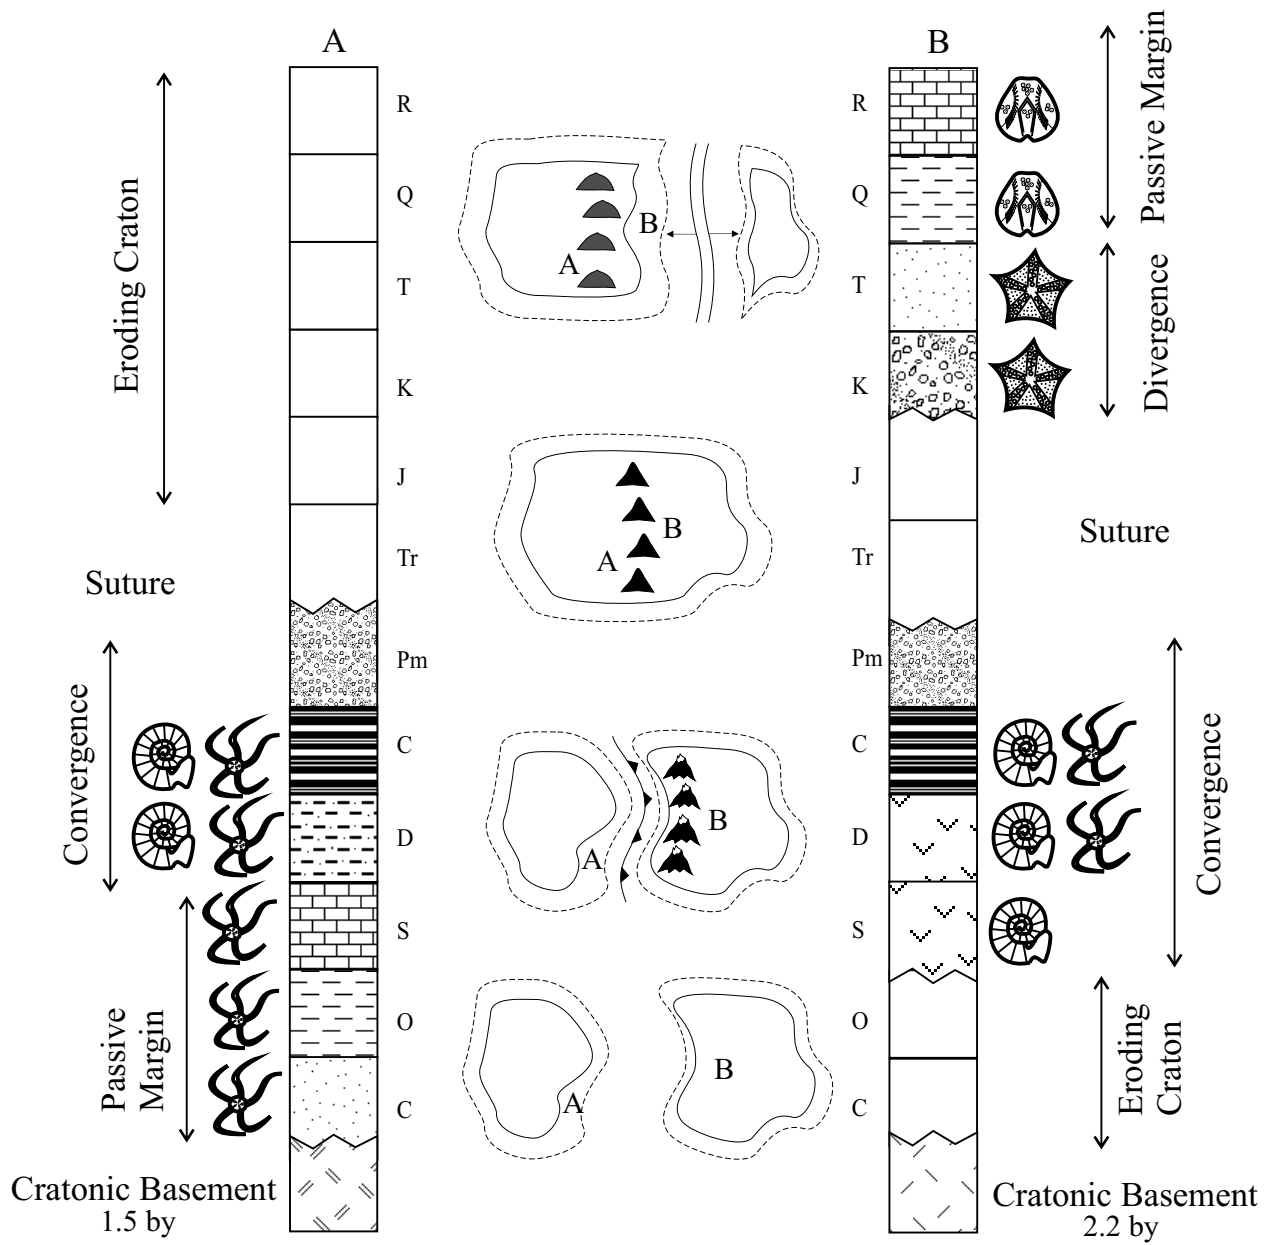 A
B
Passive Margin
Divergence
Suture
Convergence
Eroding
Craton
Cratonic Basement
2.2 by
Eroding Craton
Suture
Convergence
Passive
Margin
Cratonic Basement
1.5 by
R
Q
T
K
J
Tr
Pm
C
D
S
O
C
R
Q
T
K
J
Tr
Pm
C
D
S
O
C
A
B
A
B
A
B
A
B